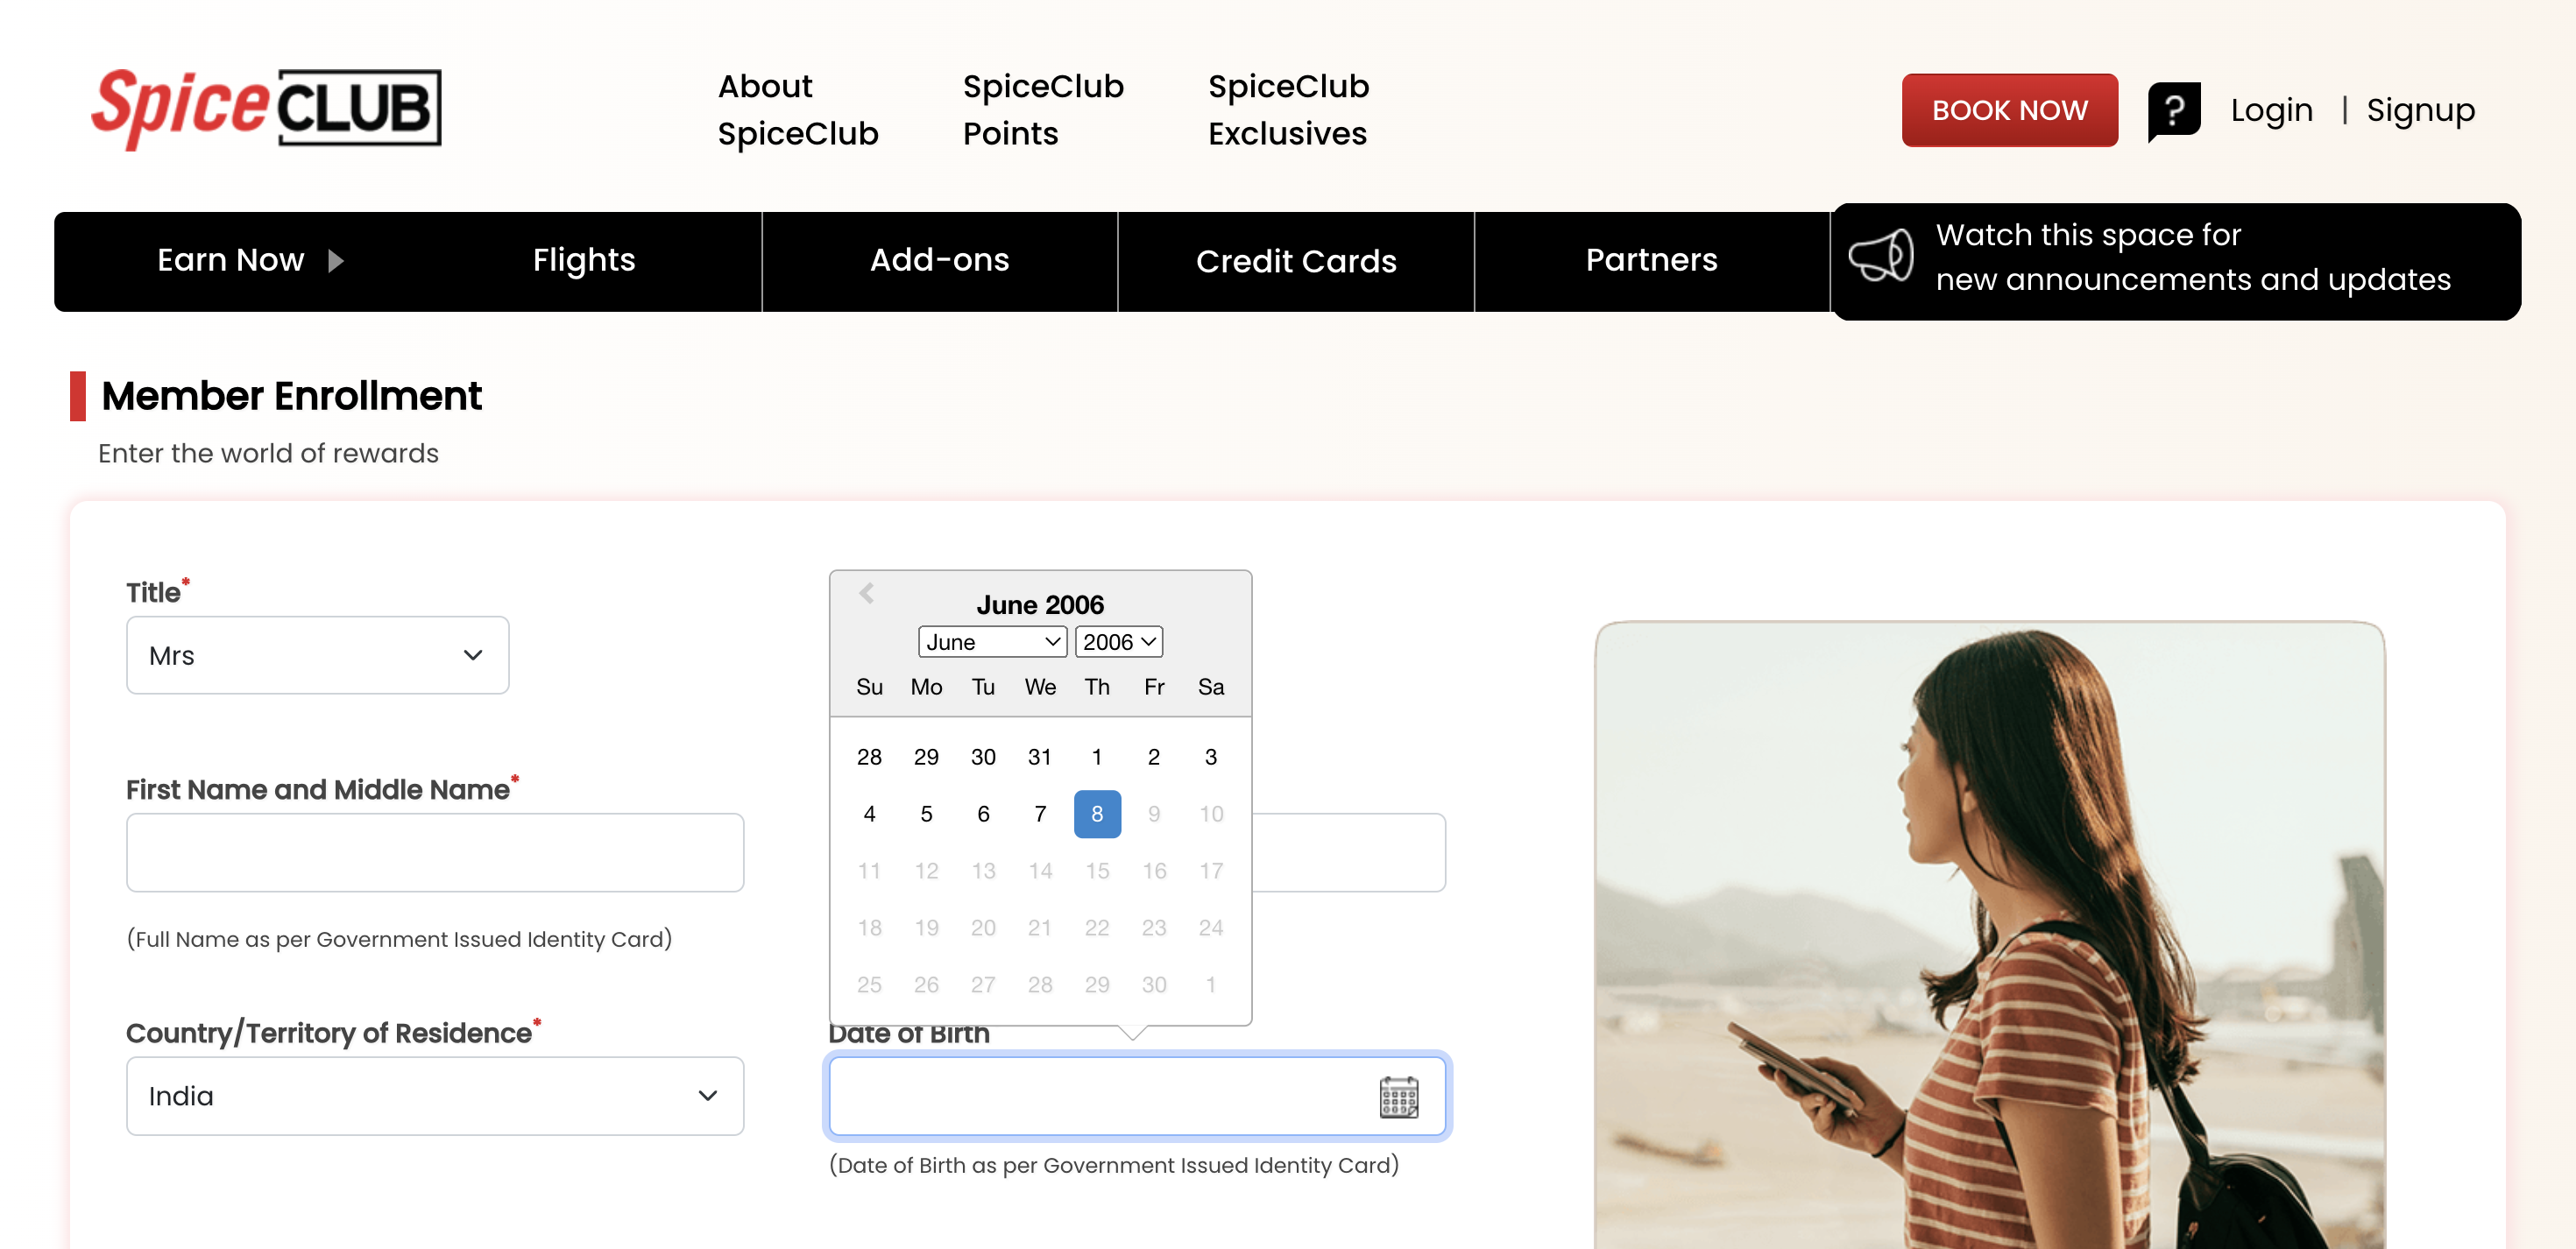 Spice CLUB
About
SpiceClub
SpiceClub
Points
SpiceClub
Exclusives
BOOK NOW
?
Login | Signup
Earn Now
Flights
Add-ons
Credit Cards
Partners
Watch this space for
new announcements and updates
Member Enrollment
Enter the world of rewards
Title*
Mrs
First Name and Middle Name*
(Full Name as per Government Issued Identity Card)
Country/Territory of Residence*
India
June 2006
June 2006
Su Mo Tu We Th Fr Sa
28 29 30 31 1 2 3
4 5 6 7 8 9 10
11 12 13 14 15 16 17
18 19 20 21 22 23 24
25 26 27 28 29 30 1
Date of Birth
(Date of Birth as per Government Issued Identity Card)